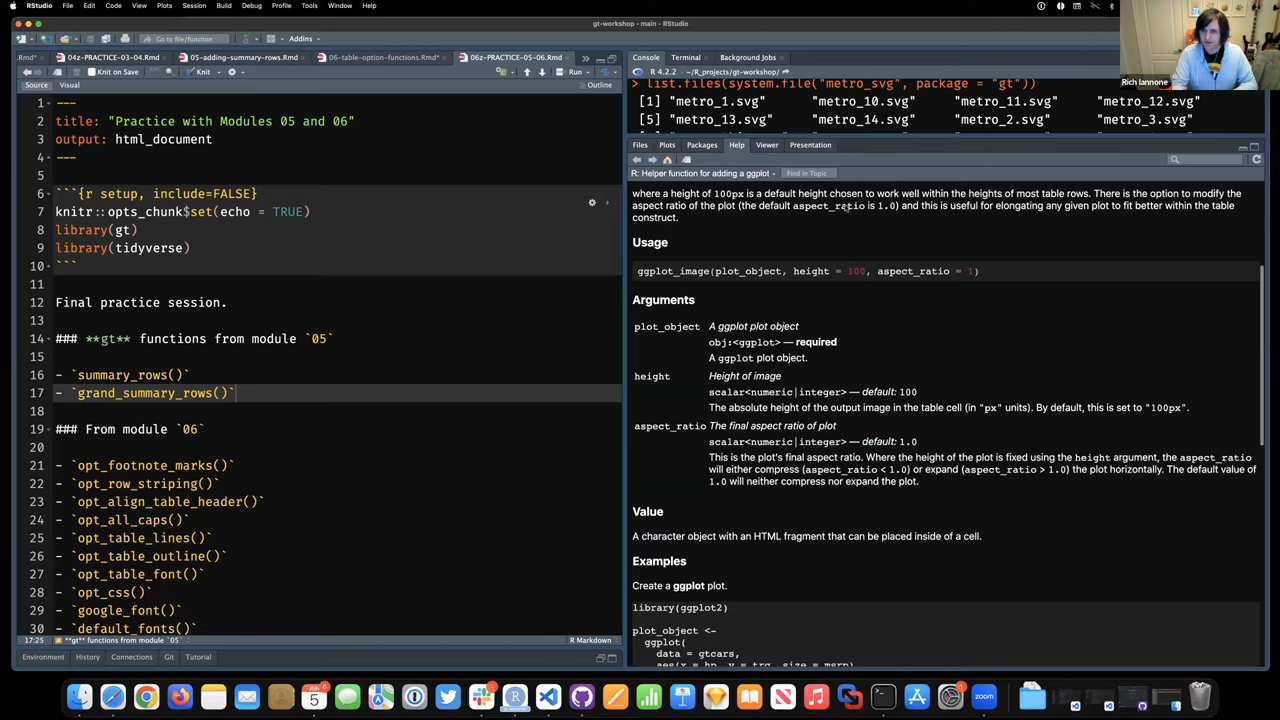 RStudio File Edit Code View Plots Session Build Debug Profile Tools Window Help
gt-workshop - main - RStudio
Go to file/function Addins
.Rmd* 04z-PRACTICE-03-04.Rmd 05-adding-summary-rows.Rmd 06-table-option-functions.Rmd* 06z-PRACTICE-05-06.Rmd
Knit on Save Knit Run
Source Visual Outline
1 ---
2 title: "Practice with Modules 05 and 06"
3 output: html_document
4 ---
5
6 ```{r setup, include=FALSE}
7 knitr::opts_chunk$set(echo = TRUE)
8 library(gt)
9 library(tidyverse)
10 ```
11
12 Final practice session.
13
14 ### **gt** functions from module `05`
15
16 - `summary_rows()`
17 - `grand_summary_rows()`
18
19 ### From module `06`
20
21 - `opt_footnote_marks()`
22 - `opt_row_striping()`
23 - `opt_align_table_header()`
24 - `opt_all_caps()`
25 - `opt_table_lines()`
26 - `opt_table_outline()`
27 - `opt_table_font()`
28 - `opt_css()`
29 - `google_font()`
30 - `default_fonts()`
17:25 **gt** functions from module `05` R Markdown
Environment History Connections Git Tutorial
Console Terminal Background Jobs
R 4.2.2 · ~/R_projects/gt-workshop/
> list.files(system.file("metro_svg", package = "gt"))
[1] "metro_1.svg" "metro_10.svg" "metro_11.svg" "metro_12.svg"
[5] "metro_13.svg" "metro_14.svg" "metro_2.svg" "metro_3.svg"
Files Plots Packages Help Viewer Presentation
R: Helper function for adding a ggplot Find in Topic
where a height of 100px is a default height chosen to work well within the heights of most table rows. There is the option to modify the
aspect ratio of the plot (the default aspect_ratio is 1.0) and this is useful for elongating any given plot to fit better within the table
construct.
Usage
ggplot_image(plot_object, height = 100, aspect_ratio = 1)
Arguments
plot_object A ggplot plot object
obj:<ggplot> — required
A ggplot plot object.
height Height of image
scalar<numeric|integer> — default: 100
The absolute height of the output image in the table cell (in "px" units). By default, this is set to "100px".
aspect_ratio The final aspect ratio of plot
scalar<numeric|integer> — default: 1.0
This is the plot's final aspect ratio. Where the height of the plot is fixed using the height argument, the aspect_ratio
will either compress (aspect_ratio < 1.0) or expand (aspect_ratio > 1.0) the plot horizontally. The default value of
1.0 will neither compress nor expand the plot.
Value
A character object with an HTML fragment that can be placed inside of a cell.
Examples
Create a ggplot plot.
library(ggplot2)
plot_object <-
ggplot(
data = gtcars,
aes(x = hp, y = trq, size = msrp)
Rich Iannone
JUN
5
zoom